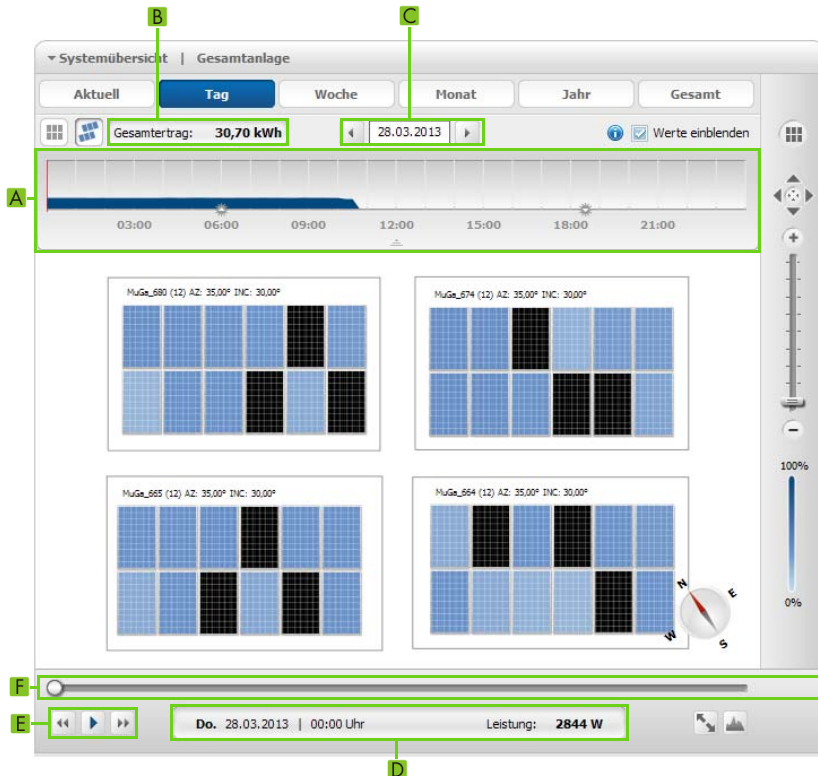 B
C
Systemübersicht | Gesamtanlage
Aktuell
Tag
Woche
Monat
Jahr
Gesamt
Gesamtertrag: 30,70 kWh
28.03.2013
Werte einblenden
A
03:00
06:00
09:00
12:00
15:00
18:00
21:00
MuGa_680 (12) AZ: 35,00° INC: 30,00°
MuGa_674 (12) AZ: 35,00° INC: 30,00°
100%
MuGa_665 (12) AZ: 35,00° INC: 30,00°
MuGa_664 (12) AZ: 35,00° INC: 30,00°
N
E
W
S
0%
F
E
Do. 28.03.2013 | 00:00 Uhr
Leistung: 2844 W
D